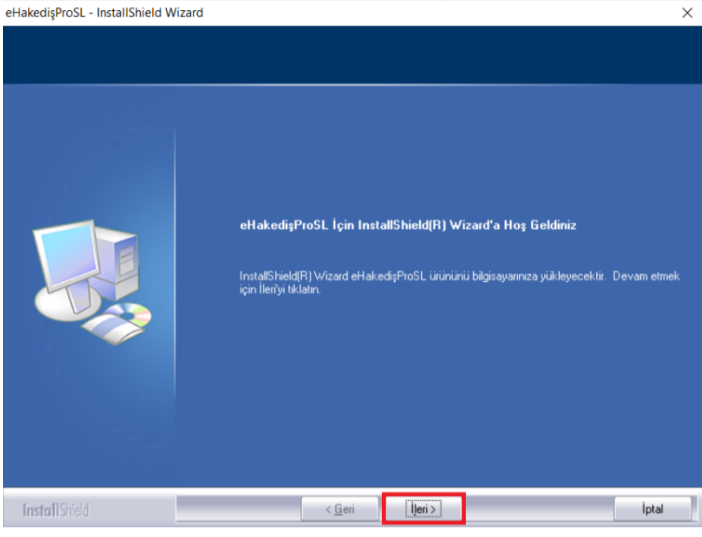 eHakedişProSL - InstallShield Wizard
eHakedişProSL İçin InstallShield(R) Wizard'a Hoş Geldiniz
InstallShield(R) Wizard eHakedişProSL ürününü bilgisayarınıza yükleyecektir. Devam etmek
için İleri'yi tıklatın.
InstallShield
< Geri
İleri >
İptal